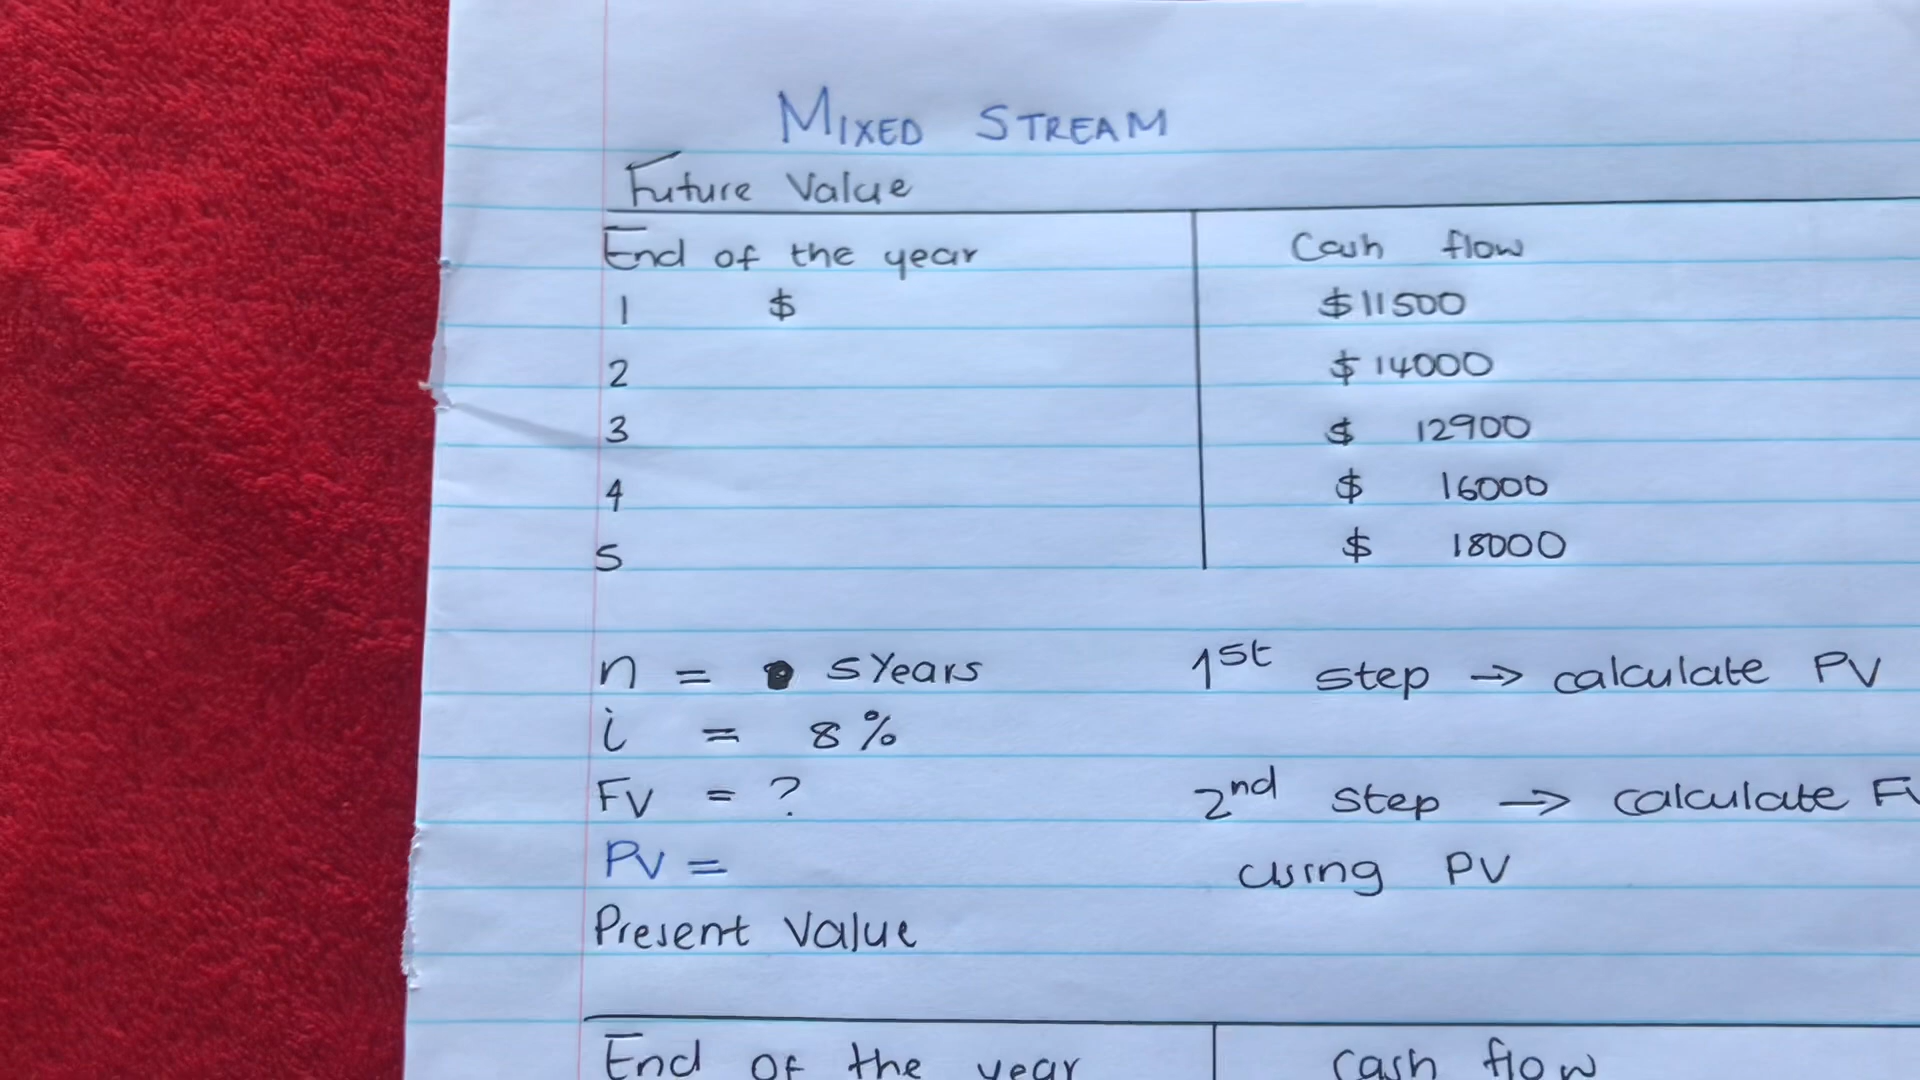 MIXED STREAM
Future Value
End of the year Cash flow
1 $ $11500
2 $ 14000
3 $ 12900
4 $ 16000
5 $ 18000
n = 5 Years 1st step → calculate PV
i = 8%
FV = ? 2nd step → calculate FV
PV = using PV
Present Value
End of the year Cash flow